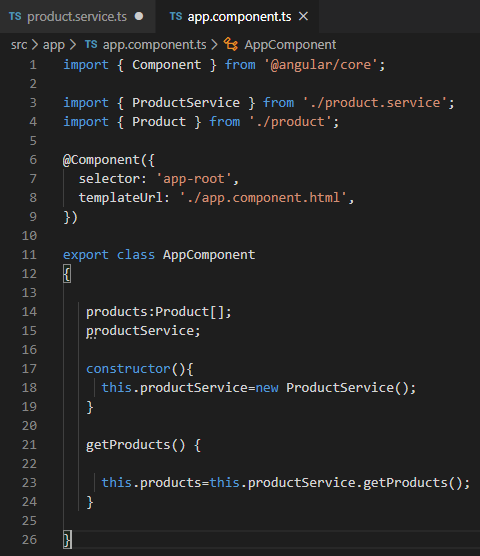 TS product.service.ts ●
TS app.component.ts ×
src > app > TS app.component.ts > AppComponent
1 import { Component } from '@angular/core';
2
3 import { ProductService } from './product.service';
4 import { Product } from './product';
5
6 @Component({
7   selector: 'app-root',
8   templateUrl: './app.component.html',
9 })
10
11 export class AppComponent
12 {
13
14    products:Product[];
15    productService;
16
17    constructor(){
18      this.productService=new ProductService();
19    }
20
21    getProducts() {
22
23      this.products=this.productService.getProducts();
24    }
25
26 }